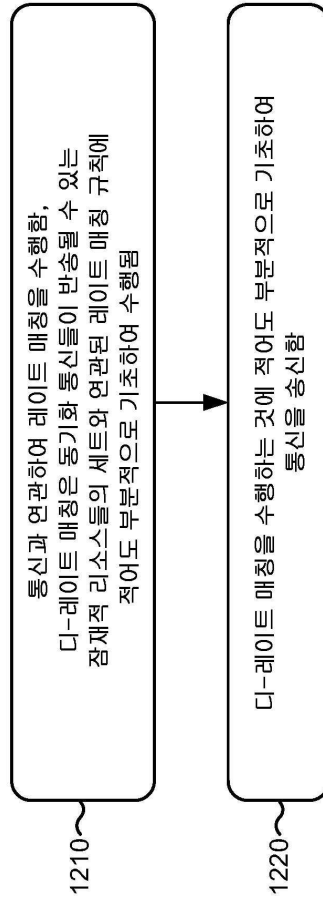 통신과 연관하여 레이트 매칭을 수행함,
디-레이트 매칭은 동기화 통신들이 반송될 수 있는
잠재적 리소스들의 세트와 연관된 레이트 매칭 규칙에
적어도 부분적으로 기초하여 수행됨
1210
디-레이트 매칭을 수행하는 것에 적어도 부분적으로 기초하여
통신을 송신함
1220